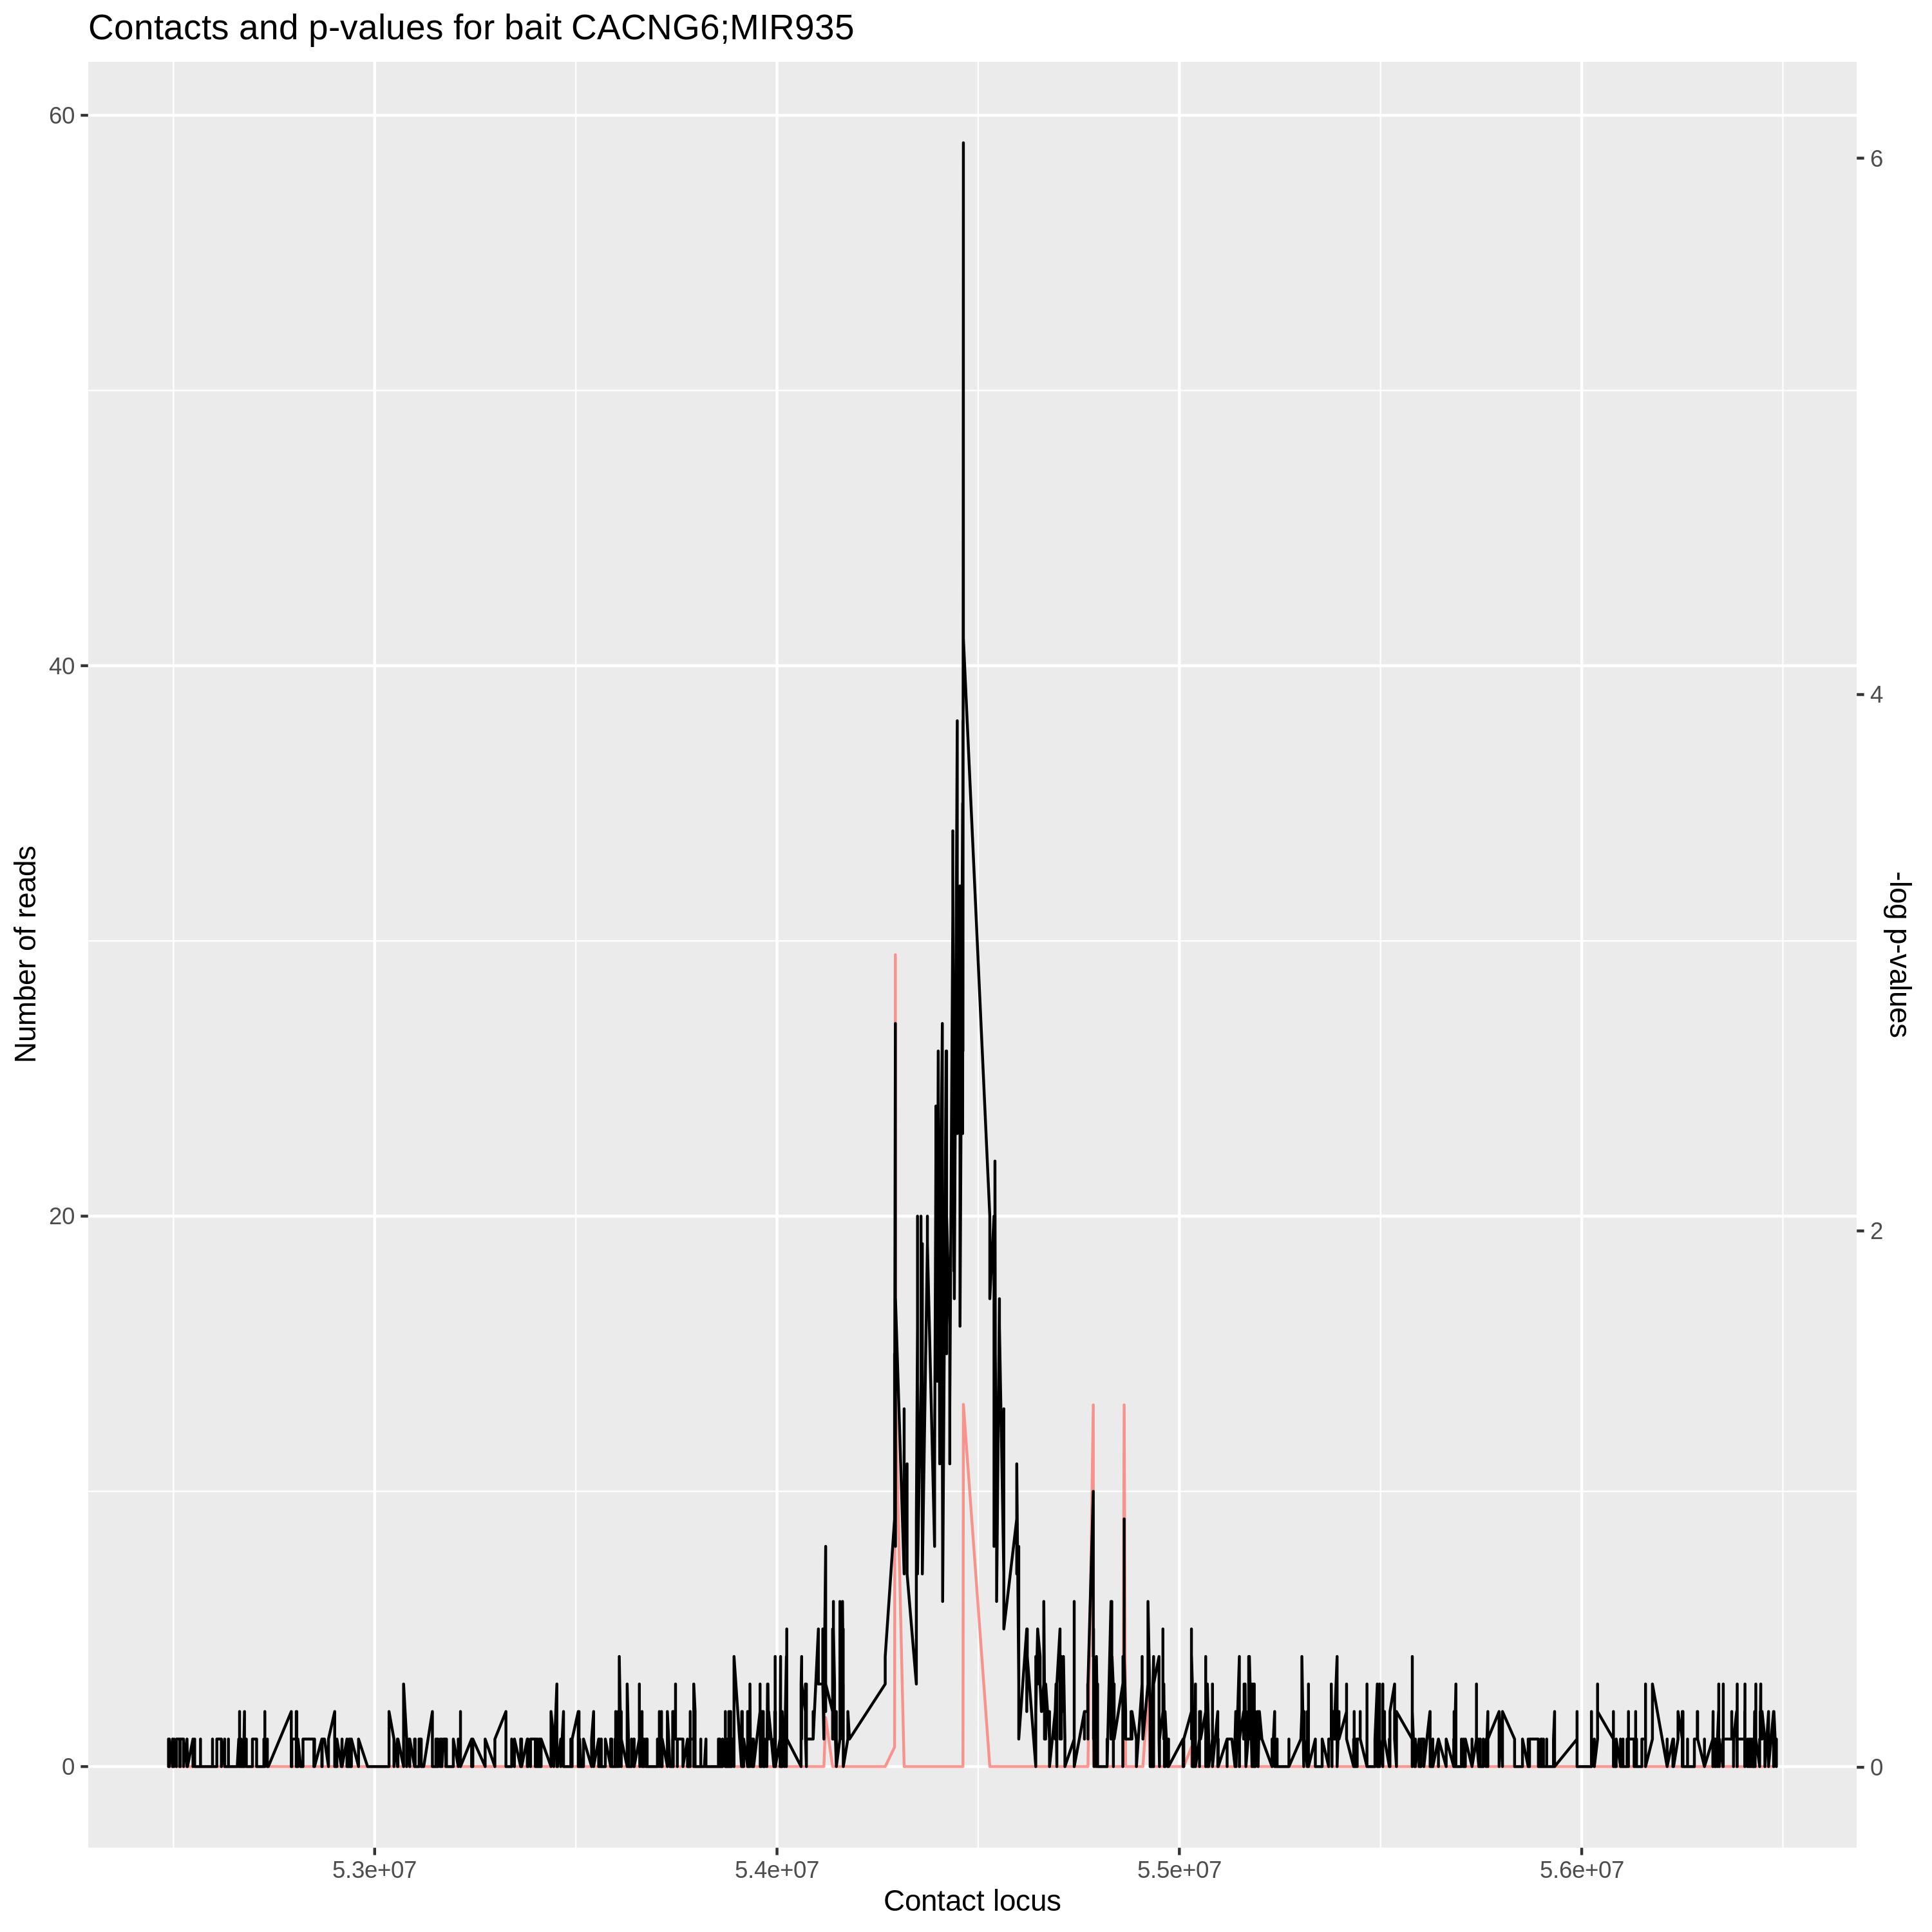 Contacts and p-values for bait CACNG6;MIR935
60
40
20
0
6
4
2
0
Number of reads
-log p-values
5.3e+07 5.4e+07 5.5e+07 5.6e+07
Contact locus